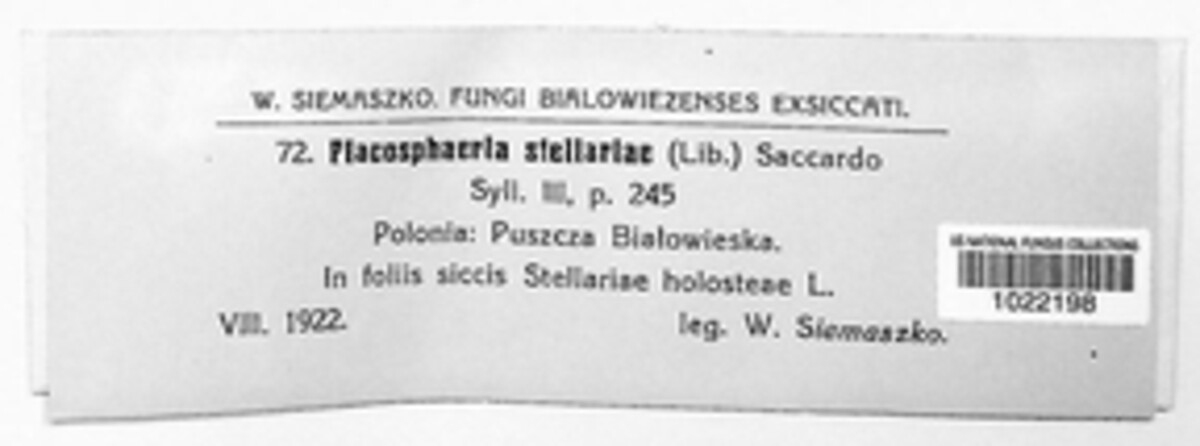 W. SIEMASZKO. FUNGI BIALOWIEZENSES EXSICCATI.
72. Placosphaeria stellariae (Lib.) Saccardo
Syll. III, p. 245
Polonia: Puszcza Białowieska.
In foliis siccis Stellariae holosteae L.
VIII. 1922.
leg. W. Siemaszko.
US NATIONAL FUNGUS COLLECTIONS
1022198